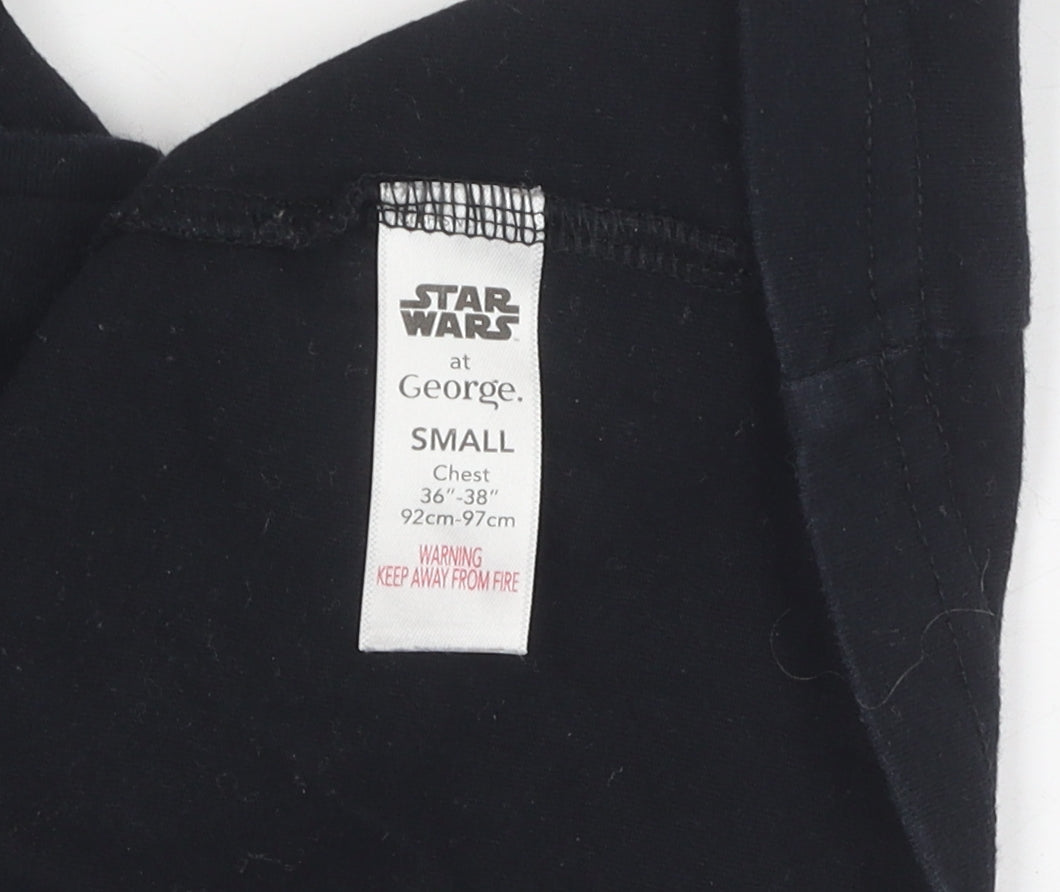 STAR
WARS
at
George.
SMALL
Chest
36"-38"
92cm-97cm
WARNING
KEEP AWAY FROM FIRE